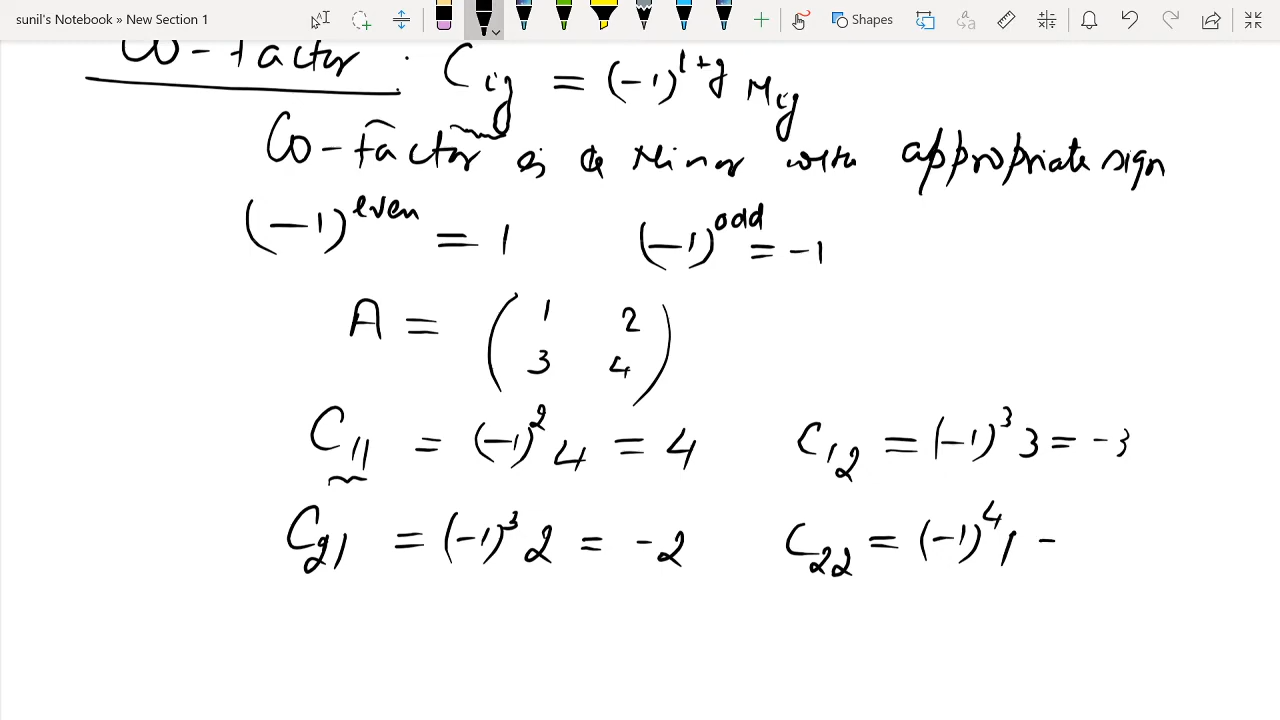 sunil's Notebook » New Section 1
Shapes
Co-factor : Cij = (-1)^i+j Mij
Co-factor is a Minor with appropriate sign
(-1)^even = 1 (-1)^odd = -1
A = ( 1 2
3 4 )
C11 = (-1)^2 4 = 4 C12 = (-1)^3 3 = -3
C21 = (-1)^3 2 = -2 C22 = (-1)^4 1 -